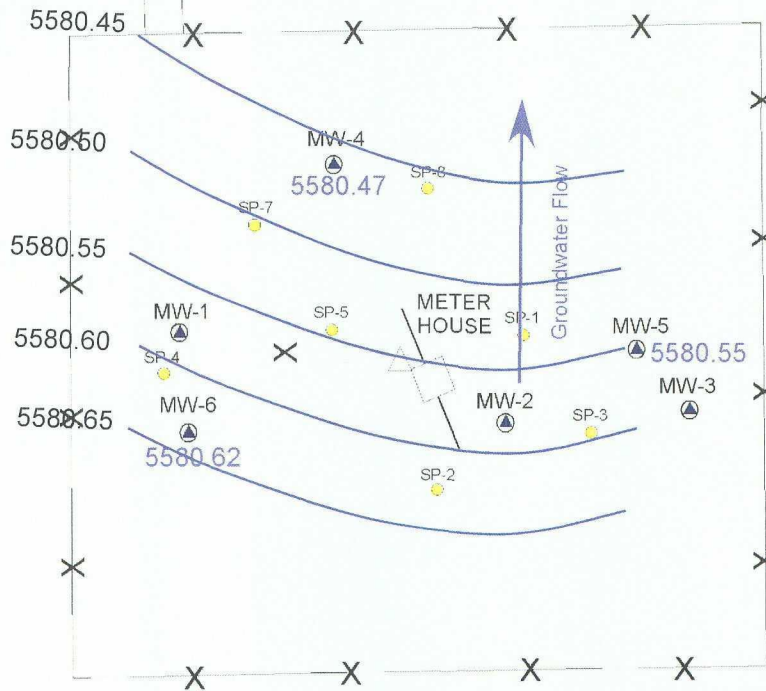 5580.45
5580.50
MW-4
5580.47
SP-8
SP-7
5580.55
Groundwater Flow
MW-1
SP-5
METER
HOUSE
SP-1
MW-5
5580.55
5580.60
SP-4
MW-3
5580.65
MW-6
MW-2
SP-3
5580.62
SP-2